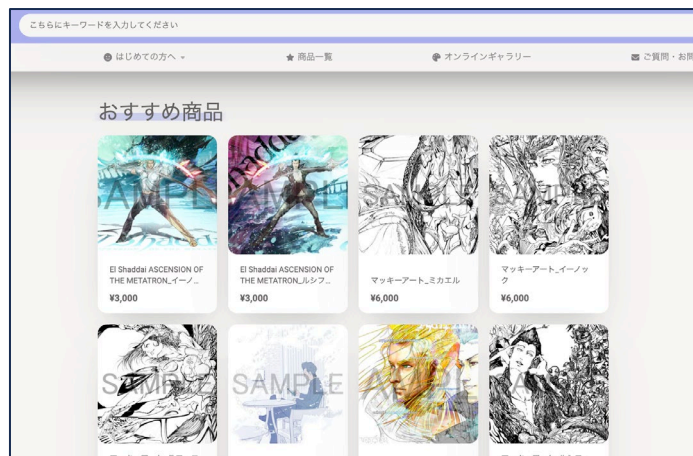 こちらにキーワードを入力してください
はじめての方へ
商品一覧
オンラインギャラリー
ご質問・お問
おすすめ商品
SAMPLE
SAMPLE
SAMPLE
SAMPLE
El Shaddai ASCENSION OF
THE METATRON_イーノ...
¥3,000
El Shaddai ASCENSION OF
THE METATRON_ルシフ...
¥3,000
マッキーアート_ミカエル
¥6,000
マッキーアート_イーノッ
ク
¥6,000
SAMPLE
SAMPLE
SAMPLE
SAMPLE